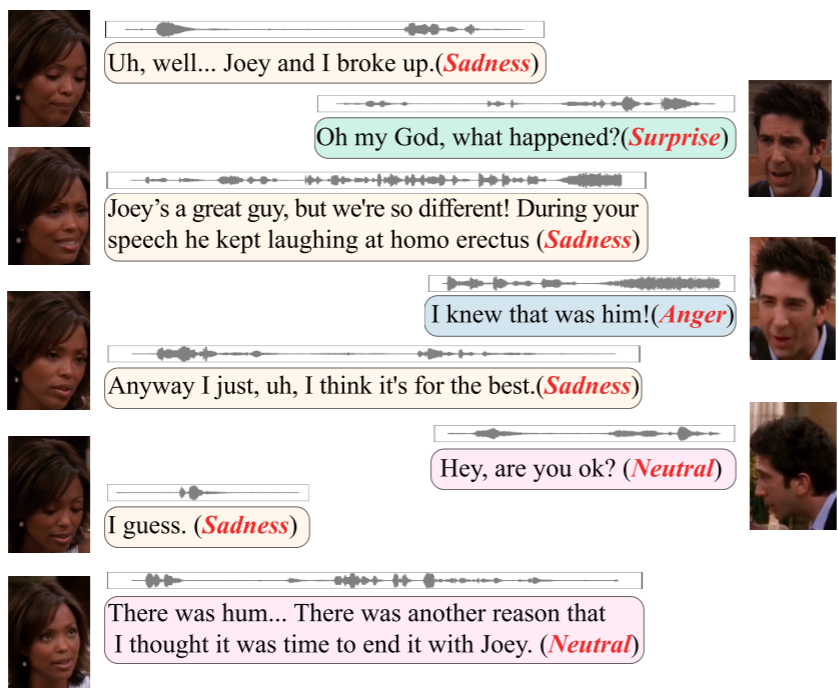 Uh, well... Joey and I broke up.(Sadness)
Oh my God, what happened?(Surprise)
Joey's a great guy, but we're so different! During your
speech he kept laughing at homo erectus (Sadness)
I knew that was him!(Anger)
Anyway I just, uh, I think it's for the best.(Sadness)
Hey, are you ok? (Neutral)
I guess. (Sadness)
There was hum... There was another reason that
I thought it was time to end it with Joey. (Neutral)